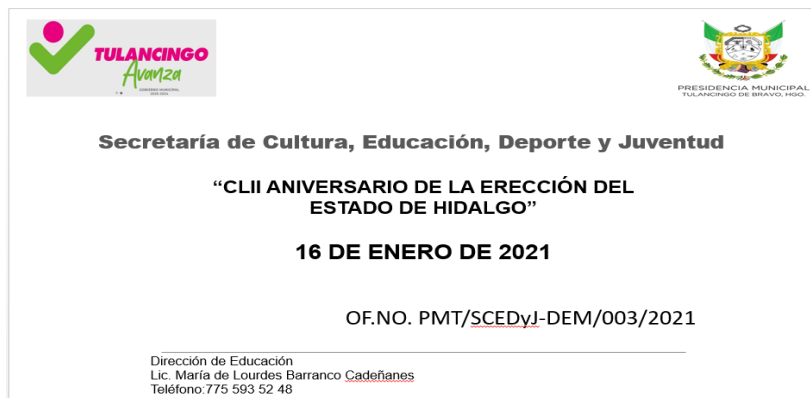 TULANCINGO
Avanza
PRESIDENCIA MUNICIPAL
TULANCINGO DE BRAVO, HGO.
Secretaría de Cultura, Educación, Deporte y Juventud
“CLII ANIVERSARIO DE LA ERECCIÓN DEL
ESTADO DE HIDALGO”
16 DE ENERO DE 2021
OF.NO. PMT/SCEDyJ-DEM/003/2021
Dirección de Educación
Lic. María de Lourdes Barranco Cadeñanes
Teléfono:775 593 52 48